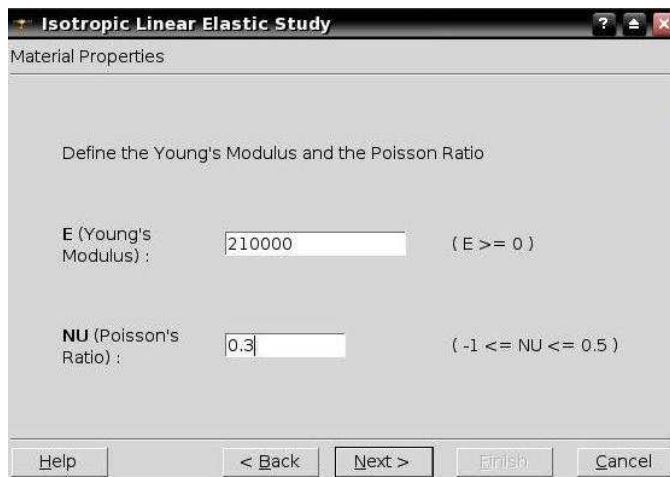 Isotropic Linear Elastic Study
Material Properties
Define the Young's Modulus and the Poisson Ratio
E (Young's
Modulus) :
210000
( E >= 0 )
NU (Poisson's
Ratio) :
0.3
( -1 <= NU <= 0.5 )
Help
< Back
Next >
Finish
Cancel